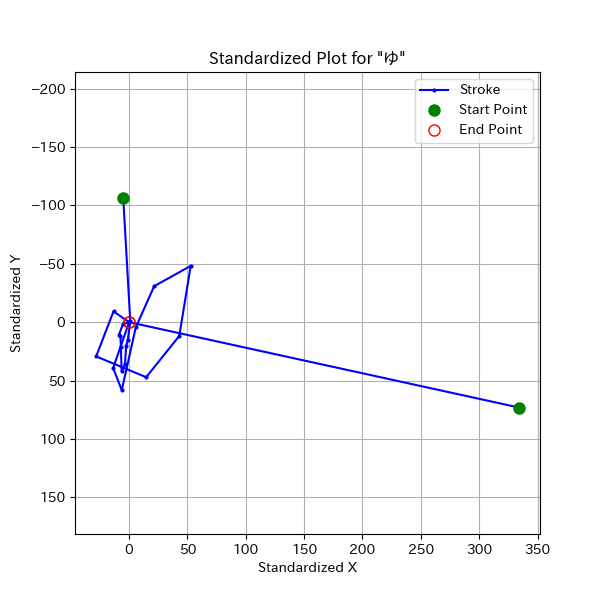 Standardized Plot for "ゆ"
Stroke
Start Point
End Point
Standardized Y
−200
−150
−100
−50
0
50
100
150
0 50 100 150 200 250 300 350
Standardized X